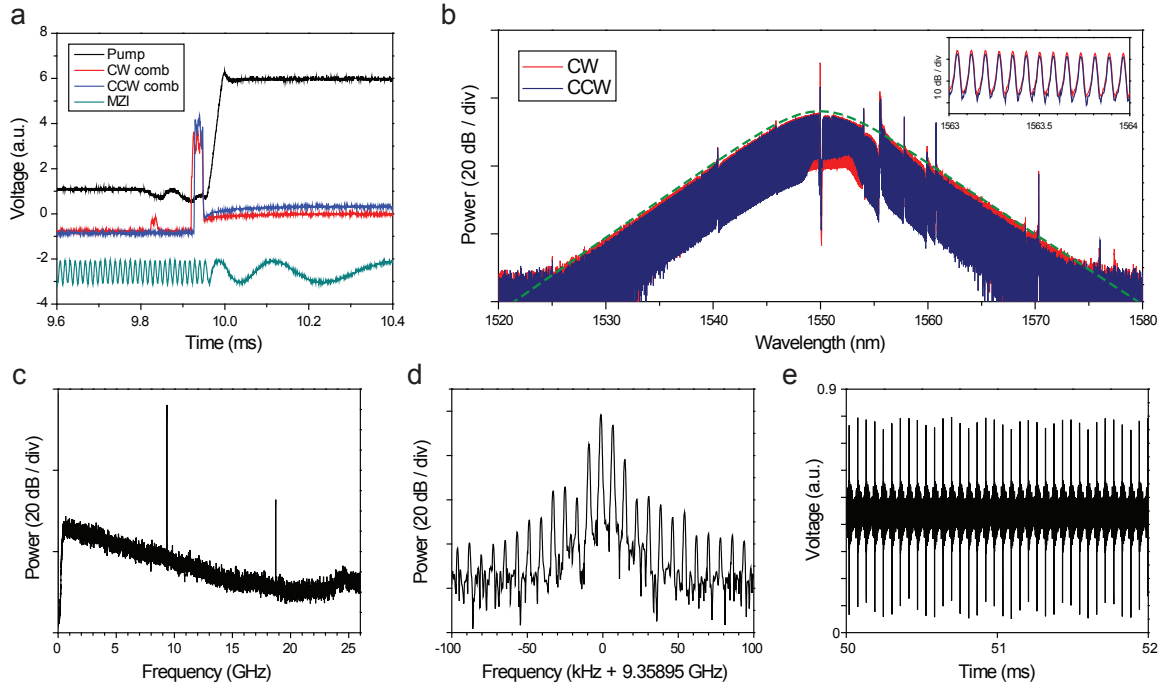 a
8
6
4
2
0
-2
-4
Voltage (a.u.)
Pump
CW comb
CCW comb
MZI
9.6 9.8 10.0 10.2 10.4
Time (ms)
b
Power (20 dB / div)
CW
CCW
10 dB / div
1563 1563.5 1564
1520 1530 1540 1550 1560 1570 1580
Wavelength (nm)
c
Power (20 dB / div)
0 5 10 15 20 25
Frequency (GHz)
d
Power (20 dB / div)
-100 -50 0 50 100
Frequency (kHz + 9.35895 GHz)
e
0.9
0
Voltage (a.u.)
50 51 52
Time (ms)